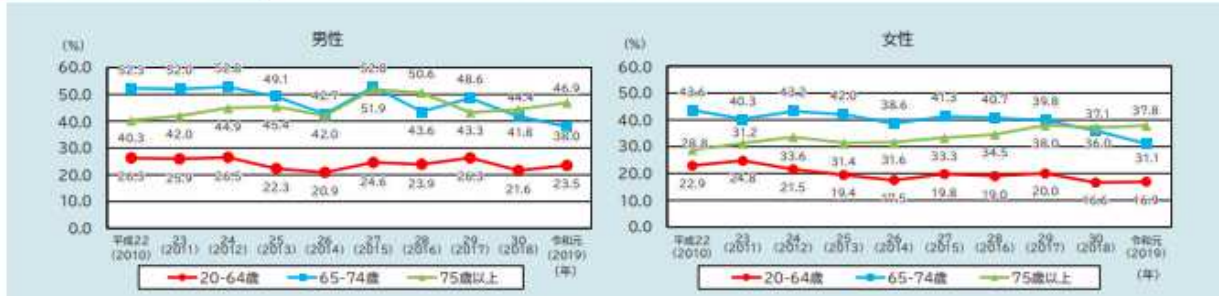 男性
(%)
60.0
50.0
40.0
30.0
20.0
10.0
0.0
52.3 52.0 52.8 49.1 42.7 52.8 50.6 48.6 44.4 46.9
40.3 42.0 44.9 45.4 42.0 51.9 43.6 43.3 41.8 38.0
26.3 25.9 26.5 22.3 20.9 24.6 23.9 26.3 21.6 23.5
平成22 23 24 25 26 27 28 29 30 令和元
(2010) (2011) (2012) (2013) (2014) (2015) (2016) (2017) (2018) (2019)
(年)
20-64歳 65-74歳 75歳以上
女性
(%)
60.0
50.0
40.0
30.0
20.0
10.0
0.0
43.6 40.3 43.2 42.0 38.6 41.3 40.7 39.8 37.1 37.8
28.8 31.2 33.6 31.4 31.6 33.3 34.5 38.0 36.0 31.1
22.9 24.8 21.5 19.4 17.5 19.8 19.0 20.0 16.6 16.9
平成22 23 24 25 26 27 28 29 30 令和元
(2010) (2011) (2012) (2013) (2014) (2015) (2016) (2017) (2018) (2019)
(年)
20-64歳 65-74歳 75歳以上